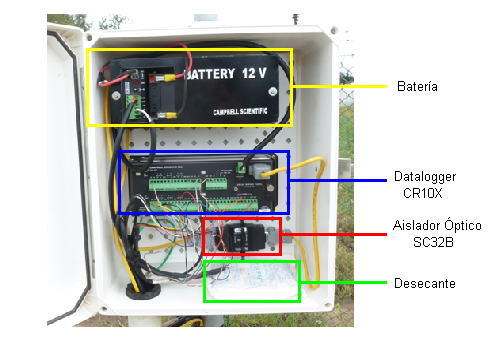 BATTERY 12 V
CAMPBELL SCIENTIFIC
Batería
Datalogger
CR10X
Aislador Óptico
SC32B
Desecante